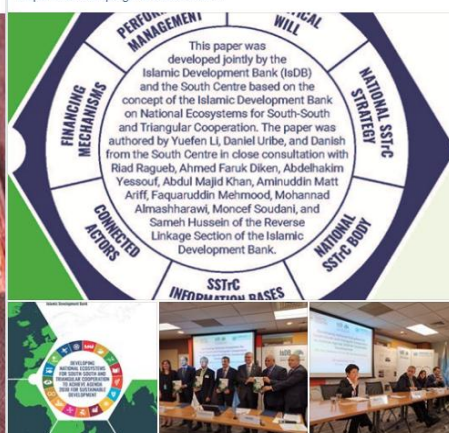 PERFORM
MANAGEMENT
ICAL
WILL
FINANCING
MECHANISMS
This paper was
developed jointly by the
Islamic Development Bank (IsDB)
and the South Centre based on the
concept of the Islamic Development Bank
on National Ecosystems for South-South
and Triangular Cooperation. The paper was
authored by Yuefen Li, Daniel Uribe, and Danish
from the South Centre in close consultation with
Riad Ragueb, Ahmed Faruk Diken, Abdelhakim
Yessouf, Abdul Majid Khan, Aminuddin Matt
Ariff, Faquaruddin Mehmood, Mohannad
Almashharawi, Moncef Soudani, and
Sameh Hussein of the Reverse
Linkage Section of the Islamic
Development Bank.
NATIONAL SSTrC
STRATEGY
CONNECTED
ACTORS
NATIONAL
SSTrC BODY
SSTrC
INFORMATION BASES
Islamic Development Bank
DEVELOPING
NATIONAL ECOSYSTEMS
FOR SOUTH-SOUTH AND
TRIANGULAR COOPERATION
TO ACHIEVE AGENDA
2030 FOR SUSTAINABLE
DEVELOPMENT